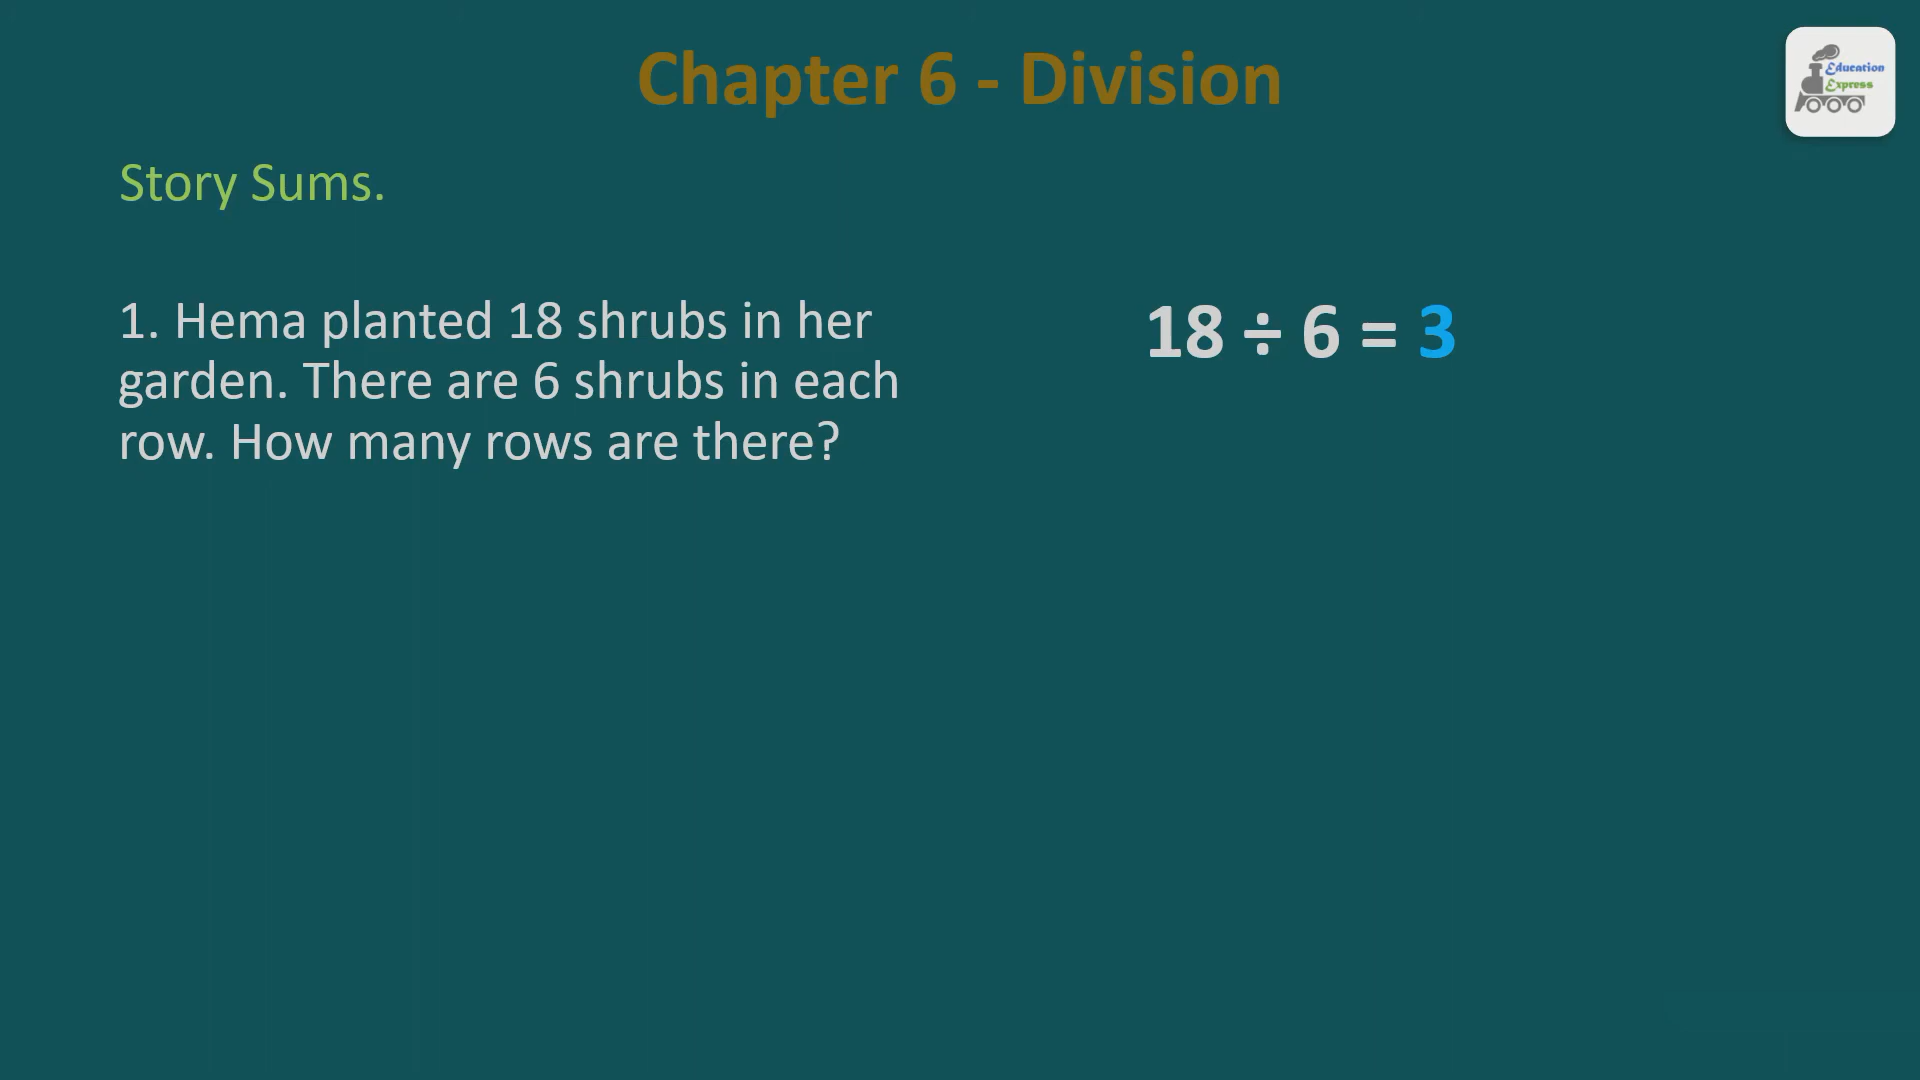 Chapter 6 - Division
Education
Express
Story Sums.
1. Hema planted 18 shrubs in her
garden. There are 6 shrubs in each
row. How many rows are there?
18 ÷ 6 = 3